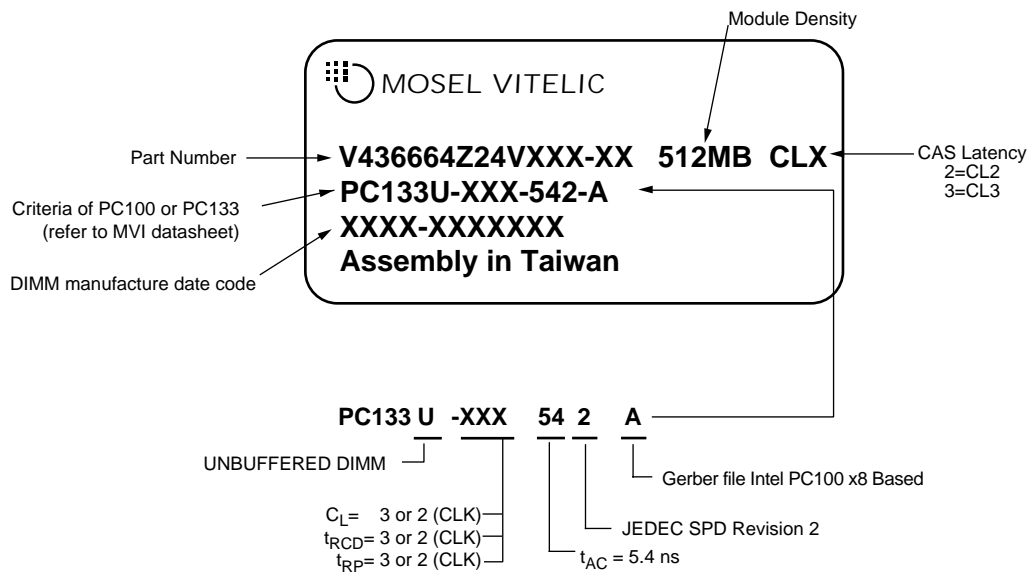 Module Density
MOSEL VITELIC
Part Number
V436664Z24VXXX-XX 512MB CLX
CAS Latency
2=CL2
3=CL3
Criteria of PC100 or PC133
(refer to MVI datasheet)
PC133U-XXX-542-A
DIMM manufacture date code
XXXX-XXXXXXX
Assembly in Taiwan
PC133 U -XXX 54 2 A
UNBUFFERED DIMM
Gerber file Intel PC100 x8 Based
CL= 3 or 2 (CLK)
tRCD= 3 or 2 (CLK)
tRP= 3 or 2 (CLK)
JEDEC SPD Revision 2
tAC = 5.4 ns